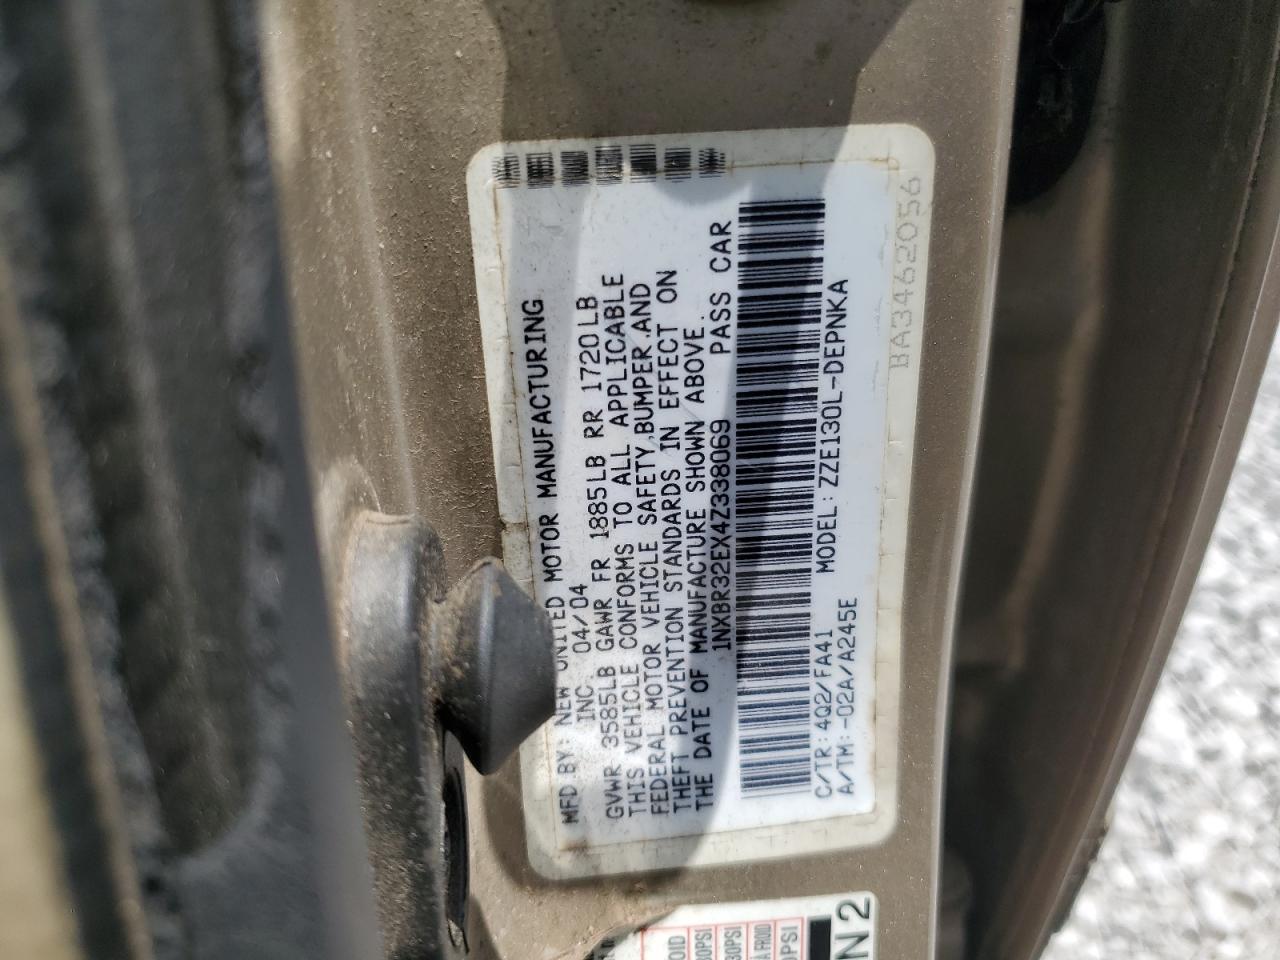 MFD.BY: NEW UNITED MOTOR MANUFACTURING
INC. 04/04
GVWR 3585LB GAWR FR 1885LB RR 1720LB
THIS VEHICLE CONFORMS TO ALL APPLICABLE
FEDERAL MOTOR VEHICLE SAFETY,BUMPER,AND
THEFT PREVENTION STANDARDS IN EFFECT ON
THE DATE OF MANUFACTURE SHOWN ABOVE.
1NXBR32EX4Z338069 PASS CAR
C/TR:4Q2/FA41 MODEL:ZZE130L-DEPNKA
A/TM:-02A/A245E
BA3462056
N2